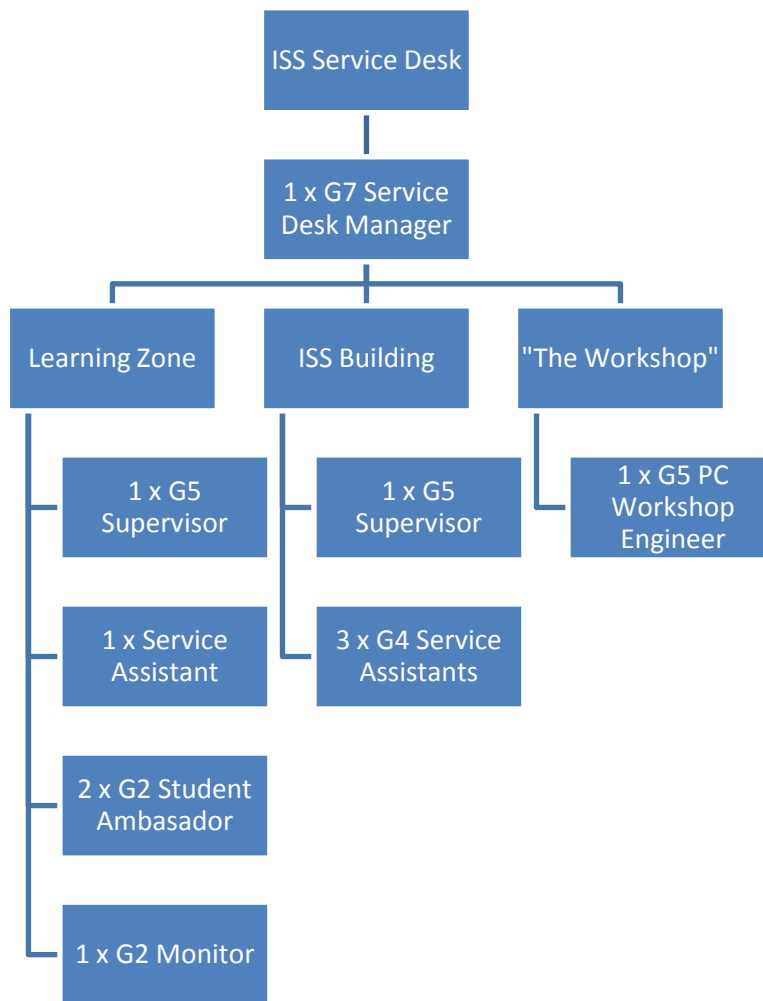 ISS Service Desk
1 x G7 Service
Desk Manager
Learning Zone
ISS Building
"The Workshop"
1 x G5
Supervisor
1 x G5
Supervisor
1 x G5 PC
Workshop
Engineer
1 x Service
Assistant
3 x G4 Service
Assistants
2 x G2 Student
Ambasador
1 x G2 Monitor